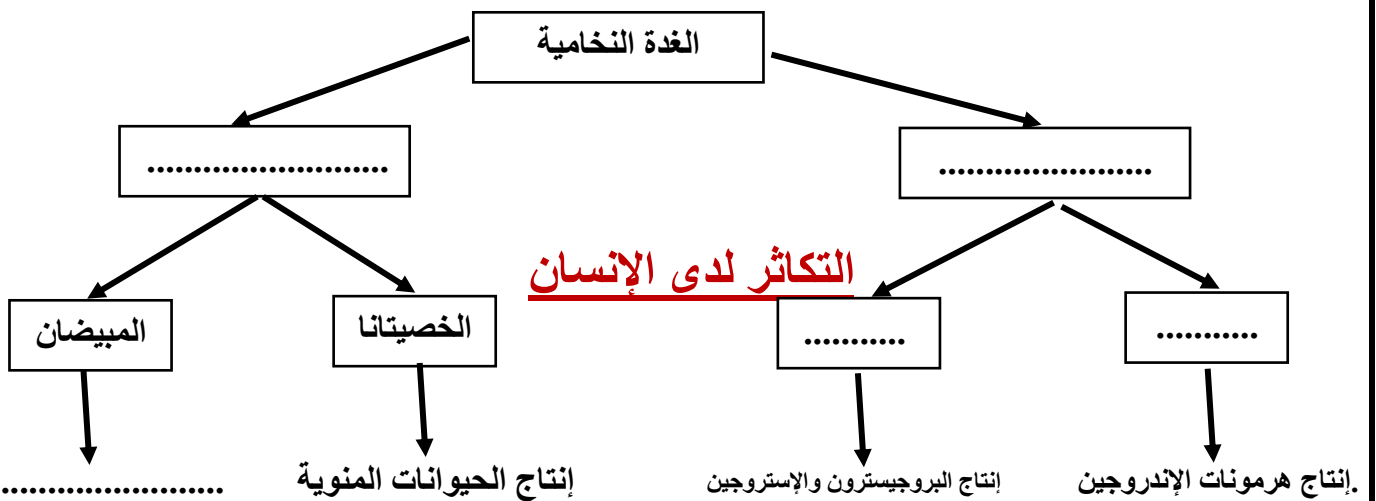 الغدة النخامية
.......................
..........................
التكاثر لدى الإنسان
...........
...........
الخصيتانا
المبيضان
.إنتاج هرمونات الإندروجين
إنتاج البروجيسترون والإستروجين
إنتاج الحيوانات المنوية
........................